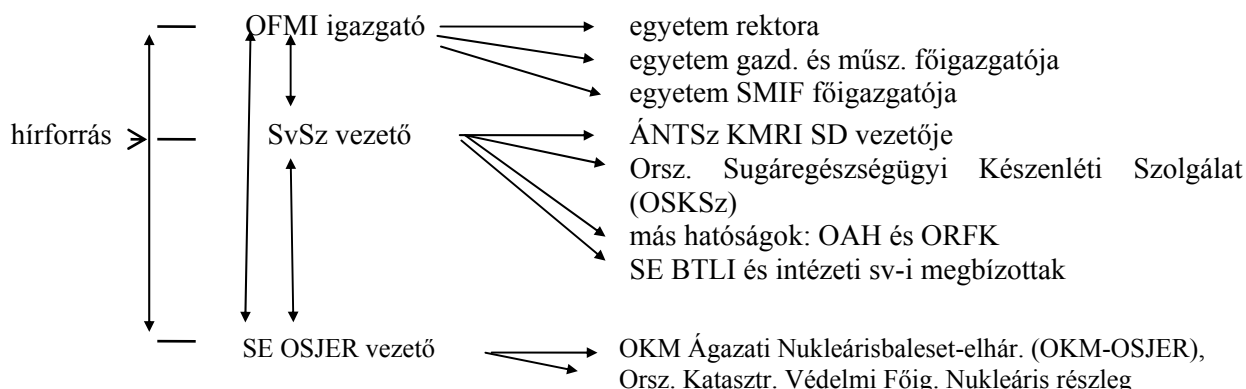 OFMI igazgató
egyetem rektora
egyetem gazd. és műsz. főigazgatója
egyetem SMIF főigazgatója
hírforrás
SvSz vezető
ÁNTSz KMRI SD vezetője
Orsz. Sugáregészségügyi Készenléti Szolgálat
(OSKSz)
más hatóságok: OAH és ORFK
SE BTLI és intézeti sv-i megbízottak
SE OSJER vezető
OKM Ágazati Nukleárisbaleset-elhár. (OKM-OSJER),
Orsz. Katasztr. Védelmi Főig. Nukleáris részleg